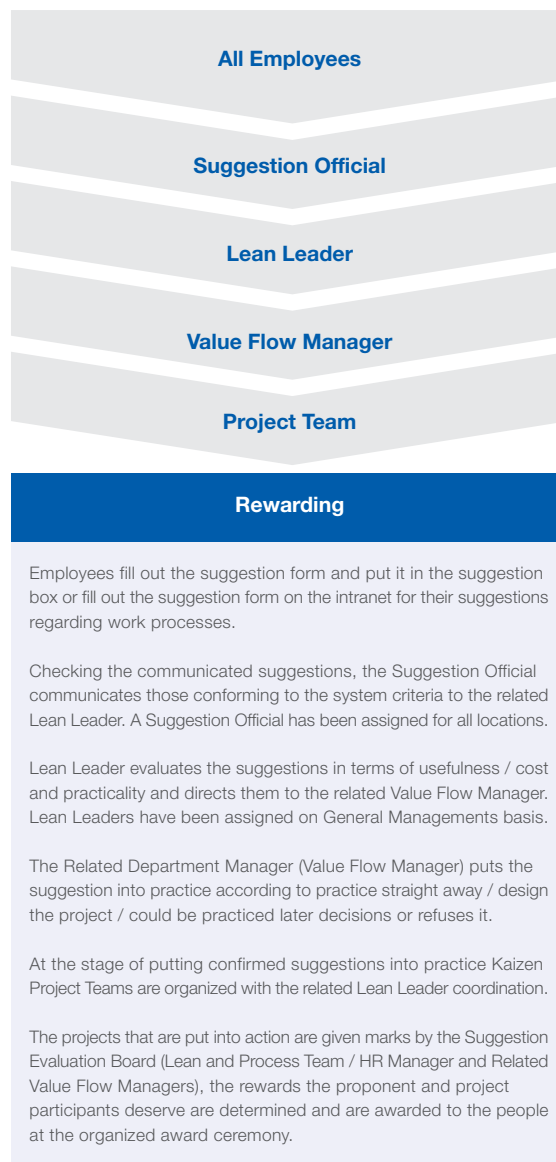 All Employees
Suggestion Official
Lean Leader
Value Flow Manager
Project Team
Rewarding
Employees fill out the suggestion form and put it in the suggestion
box or fill out the suggestion form on the intranet for their suggestions
regarding work processes.
Checking the communicated suggestions, the Suggestion Official
communicates those conforming to the system criteria to the related
Lean Leader. A Suggestion Official has been assigned for all locations.
Lean Leader evaluates the suggestions in terms of usefulness / cost
and practicality and directs them to the related Value Flow Manager.
Lean Leaders have been assigned on General Managements basis.
The Related Department Manager (Value Flow Manager) puts the
suggestion into practice according to practice straight away / design
the project / could be practiced later decisions or refuses it.
At the stage of putting confirmed suggestions into practice Kaizen
Project Teams are organized with the related Lean Leader coordination.
The projects that are put into action are given marks by the Suggestion
Evaluation Board (Lean and Process Team / HR Manager and Related
Value Flow Managers), the rewards the proponent and project
participants deserve are determined and are awarded to the people
at the organized award ceremony.